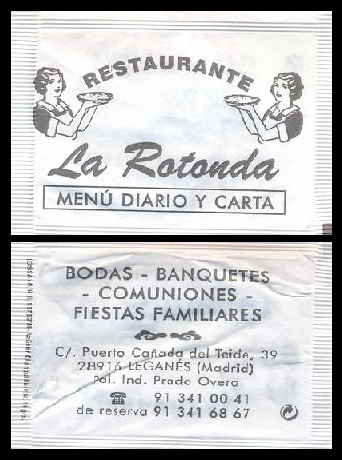 RESTAURANTE
La Rotonda
MENÚ DIARIO Y CARTA
BODAS - BANQUETES
- COMUNIONES -
FIESTAS FAMILIARES
C/. Puerto Cañada del Teide, 39
28916 LEGANÉS (Madrid)
Pol. Ind. Prado Overa
☎ 91 341 00 41
de reserva 91 341 68 67